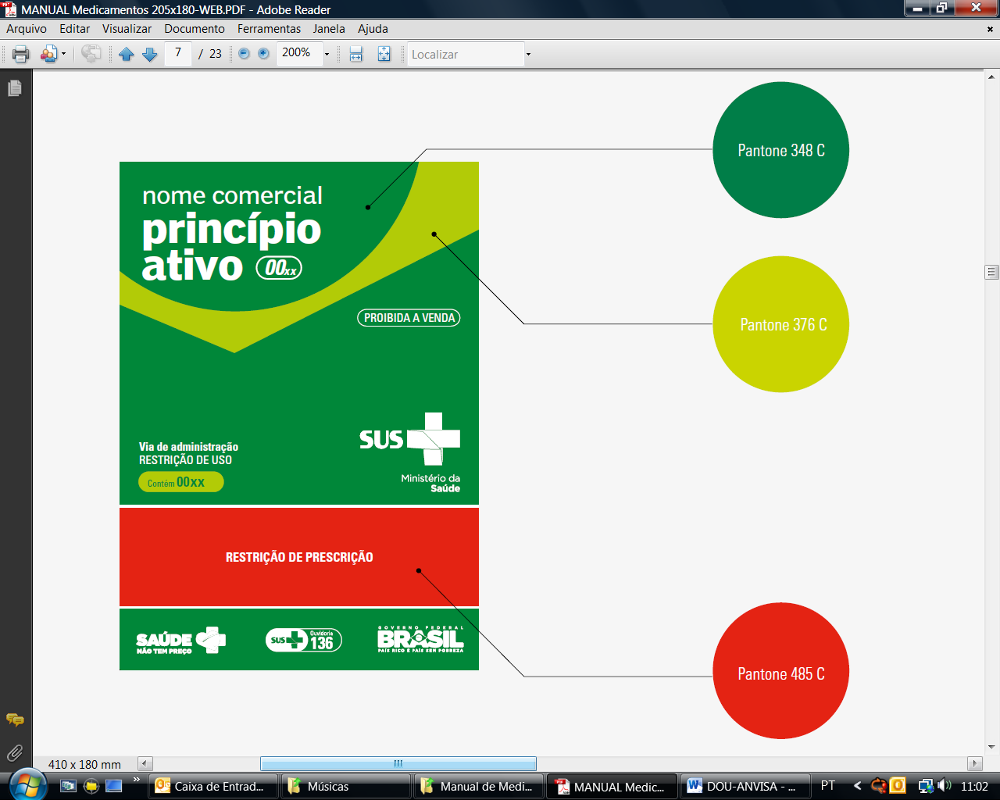 MANUAL Medicamentos 205x180-WEB.PDF - Adobe Reader
Arquivo Editar Visualizar Documento Ferramentas Janela Ajuda
7 / 23 200% Localizar
Pantone 348 C
nome comercial
princípio
ativo 00xx
Pantone 376 C
PROIBIDA A VENDA
SUS
Via de administração
RESTRIÇÃO DE USO
Contém 00xx
Ministério da
Saúde
RESTRIÇÃO DE PRESCRIÇÃO
Pantone 485 C
SAÚDE
NÃO TEM PREÇO
SUS
Ouvidoria
136
GOVERNO FEDERAL
BRASIL
PAÍS RICO É PAÍS SEM POBREZA
410 x 180 mm
Caixa de Entrad... Músicas Manual de Medi... MANUAL Medic... DOU-ANVISA - ... PT 11:02